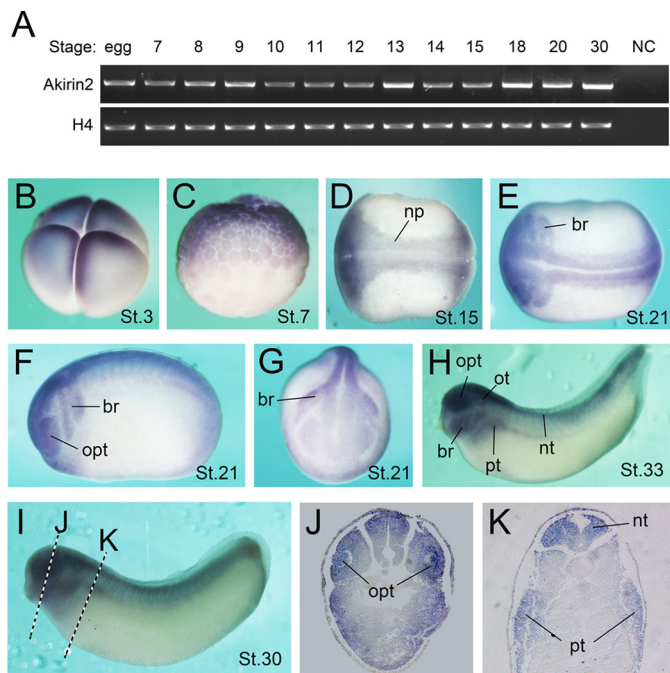 A
Stage: egg 7 8 9 10 11 12 13 14 15 18 20 30 NC
Akirin2
H4
B
St.3
C
St.7
D
np
St.15
E
br
St.21
F
br
opt
St.21
G
br
St.21
H
opt
ot
br
pt
nt
St.33
I
J
K
St.30
J
opt
K
nt
pt